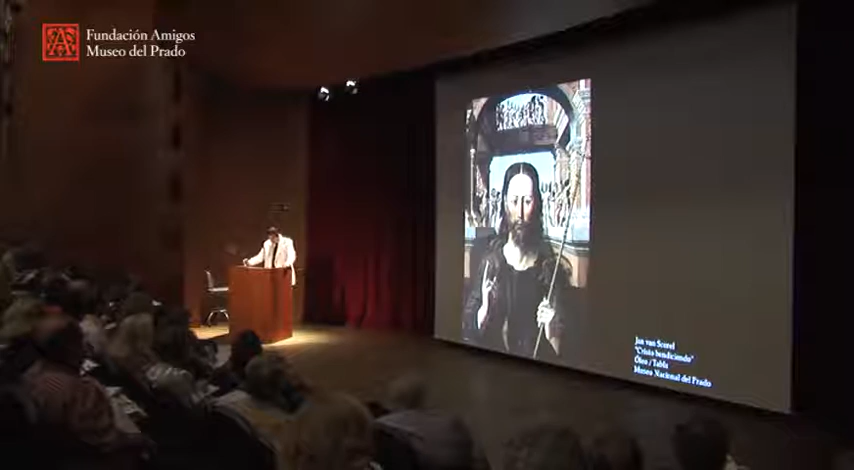 Fundación Amigos
Museo del Prado
Jan van Scorel
"Cristo bendiciendo"
Óleo / Tabla
Museo Nacional del Prado